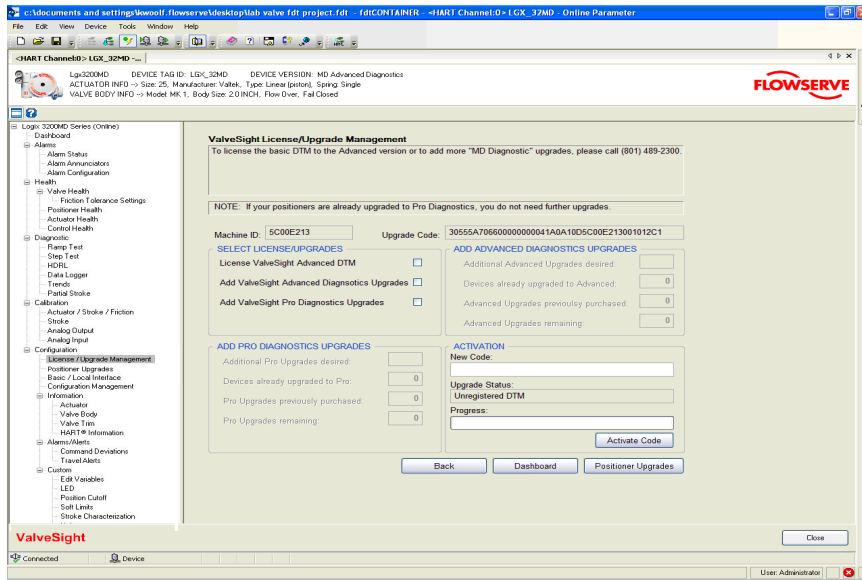 c:\documents and settings\kwoolf.flowserve\desktop\lab valve fdt project.fdt - fdtCONTAINER - <HART Channel:0> LGX_32MD - Online Parameter
File Edit View Device Tools Window Help
<HART Channel:0> LGX_32MD -...
Lgx3200MD DEVICE TAG ID: LGX_32MD DEVICE VERSION: MD Advanced Diagnostics
ACTUATOR INFO -> Size: 25, Manufacturer: Valtek, Type: Linear (piston), Spring: Single
VALVE BODY INFO -> Model: MK 1, Body Size: 2.0 INCH, Flow Over, Fail Closed
FLOWSERVE
Logix 3200MD Series (Online)
Dashboard
Alarms
Alarm Status
Alarm Annunciators
Alarm Configuration
Health
Valve Health
Friction Tolerance Settings
Positioner Health
Actuator Health
Control Health
Diagnostic
Ramp Test
Step Test
HDRL
Data Logger
Trends
Partial Stroke
Calibration
Actuator / Stroke / Friction
Stroke
Analog Output
Analog Input
Configuration
License / Upgrade Management
Positioner Upgrades
Basic / Local Interface
Configuration Management
Information
Actuator
Valve Body
Valve Trim
HART® Information
Alarms/Alerts
Command Deviations
Travel Alerts
Custom
Edit Variables
LED
Position Cutoff
Soft Limits
Stroke Characterization
ValveSight License/Upgrade Management
To license the basic DTM to the Advanced version or to add more "MD Diagnostic" upgrades, please call (801) 489-2300.
NOTE: If your positioners are already upgraded to Pro Diagnostics, you do not need further upgrades.
Machine ID: 5C00E213 Upgrade Code: 30555A70660000000041A0A10D5C00E213001012C1
SELECT LICENSE/UPGRADES
License ValveSight Advanced DTM
Add ValveSight Advanced Diagnsotics Upgrades
Add ValveSight Pro Diagnostics Upgrades
ADD ADVANCED DIAGNOSTICS UPGRADES
Additional Advanced Upgrades desired:
Devices already upgraded to Advanced: 0
Advanced Upgrades previoulsy purchased: 0
Advanced Upgrades remaining: 0
ADD PRO DIAGNOSTICS UPGRADES
Additional Pro Upgrades desired:
Devices already upgraded to Pro: 0
Pro Upgrades previously purchased: 0
Pro Upgrades remaining: 0
ACTIVATION
New Code:
Upgrade Status:
Unregistered DTM
Progress:
Activate Code
Back Dashboard Positioner Upgrades
ValveSight
Close
Connected Device
User: Administrator